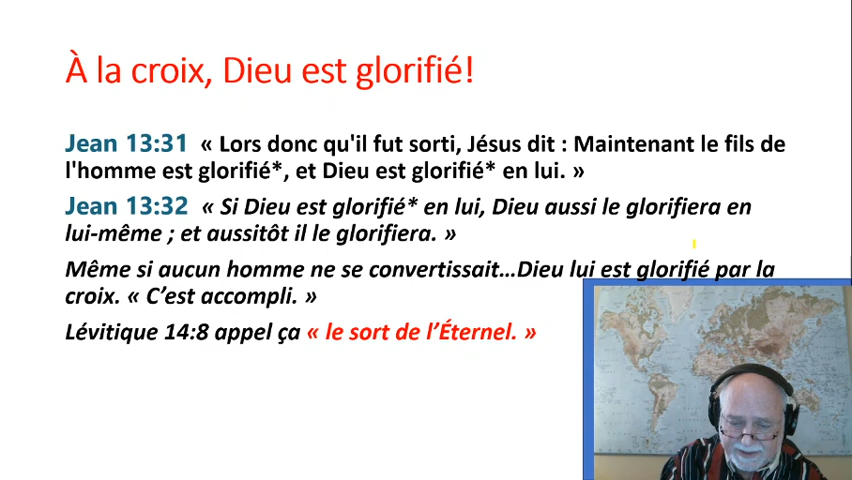 À la croix, Dieu est glorifié!
Jean 13:31 « Lors donc qu'il fut sorti, Jésus dit : Maintenant le fils de
l'homme est glorifié*, et Dieu est glorifié* en lui. »
Jean 13:32 « Si Dieu est glorifié* en lui, Dieu aussi le glorifiera en
lui-même ; et aussitôt il le glorifiera. »
Même si aucun homme ne se convertissait…Dieu lui est glorifié par la
croix. « C’est accompli. »
Lévitique 14:8 appel ça « le sort de l’Éternel. »